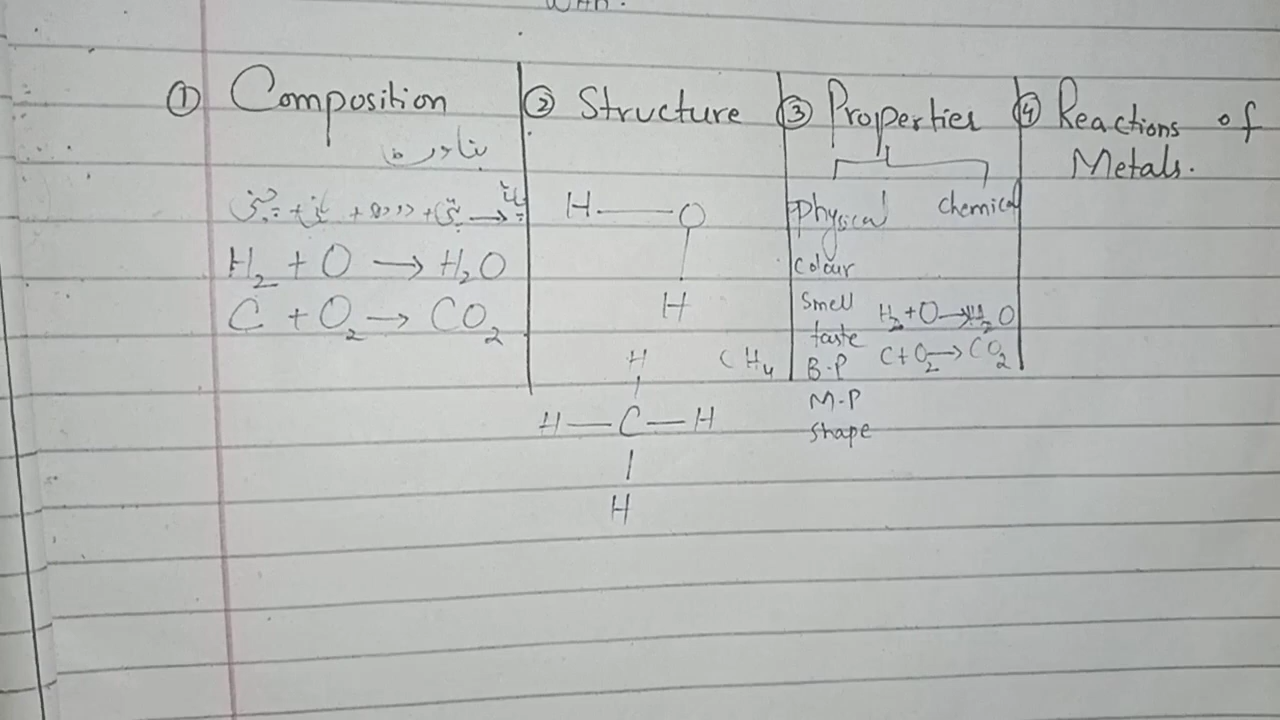 ① Composition
H₂ + O → H₂O
C + O₂ → CO₂
② Structure
H — O
H
CH₄
H
H — C — H
H
③ Properties
Physical chemical
colour
Smell
taste
B.P
M.P
shape
H₂+O→H₂O
C+O₂→CO₂
④ Reactions of
Metals.